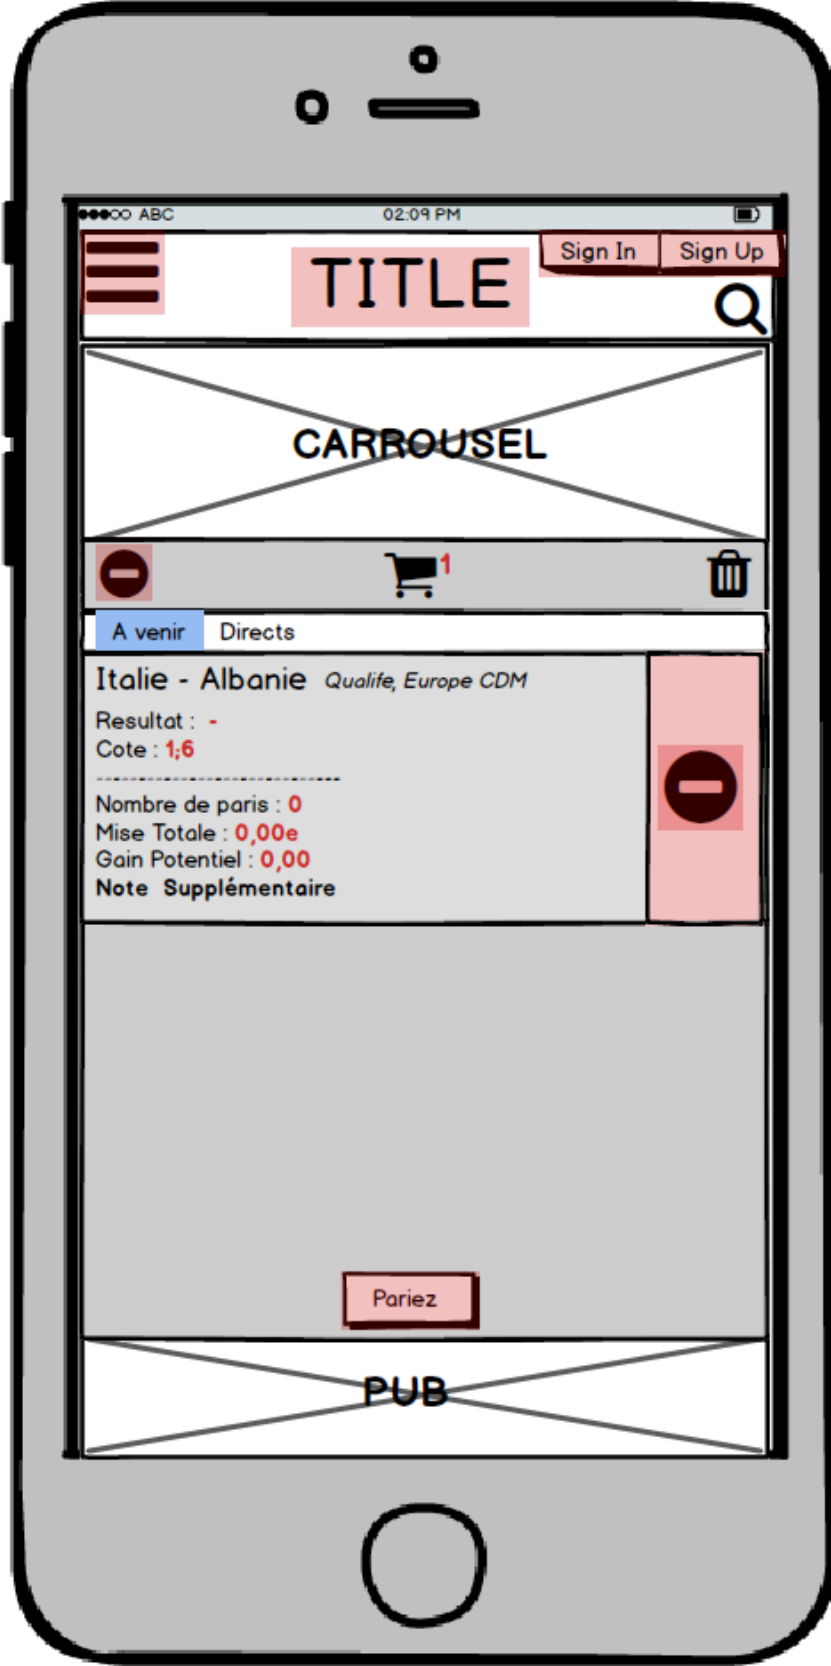 ABC 02:09 PM
Sign In Sign Up
TITLE
CARROUSEL
1
A venir Directs
Italie - Albanie Qualife, Europe CDM
Resultat : -
Cote : 1;6
-----------------------------
Nombre de paris : 0
Mise Totale : 0,00e
Gain Potentiel : 0,00
Note Supplémentaire
Pariez
PUB